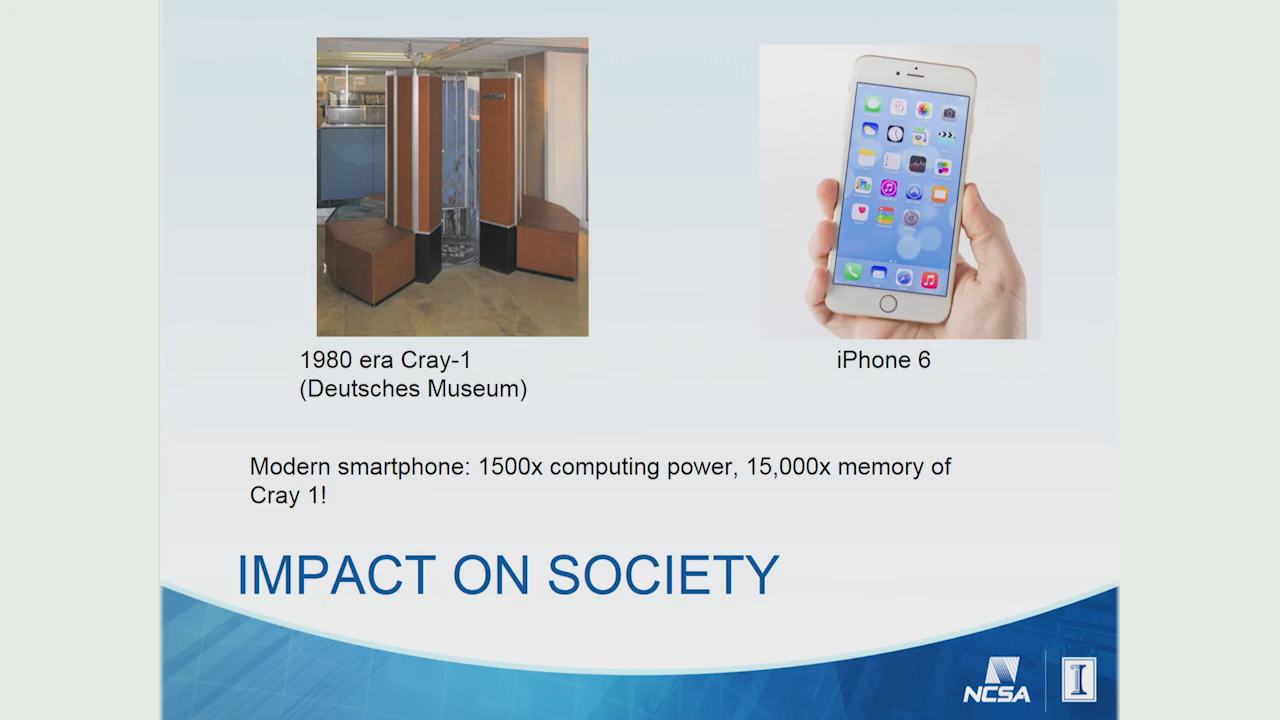 1980 era Cray-1
(Deutsches Museum)
iPhone 6
Modern smartphone: 1500x computing power, 15,000x memory of
Cray 1!
IMPACT ON SOCIETY
NCSA
I